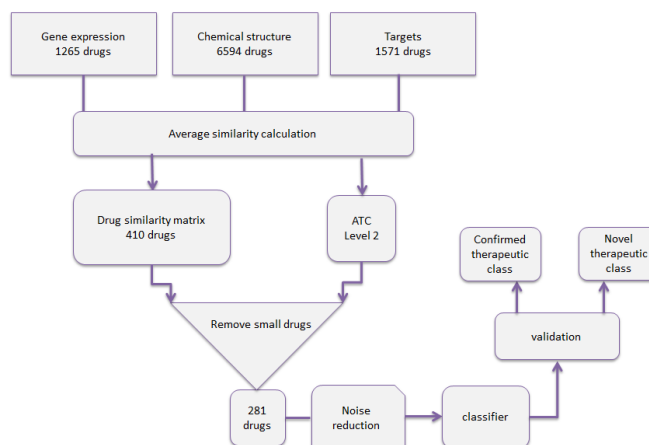 Gene expression
1265 drugs
Chemical structure
6594 drugs
Targets
1571 drugs
Average similarity calculation
Drug similarity matrix
410 drugs
ATC
Level 2
Confirmed
therapeutic
class
Novel
therapeutic
class
Remove small drugs
validation
281
drugs
Noise
reduction
classifier